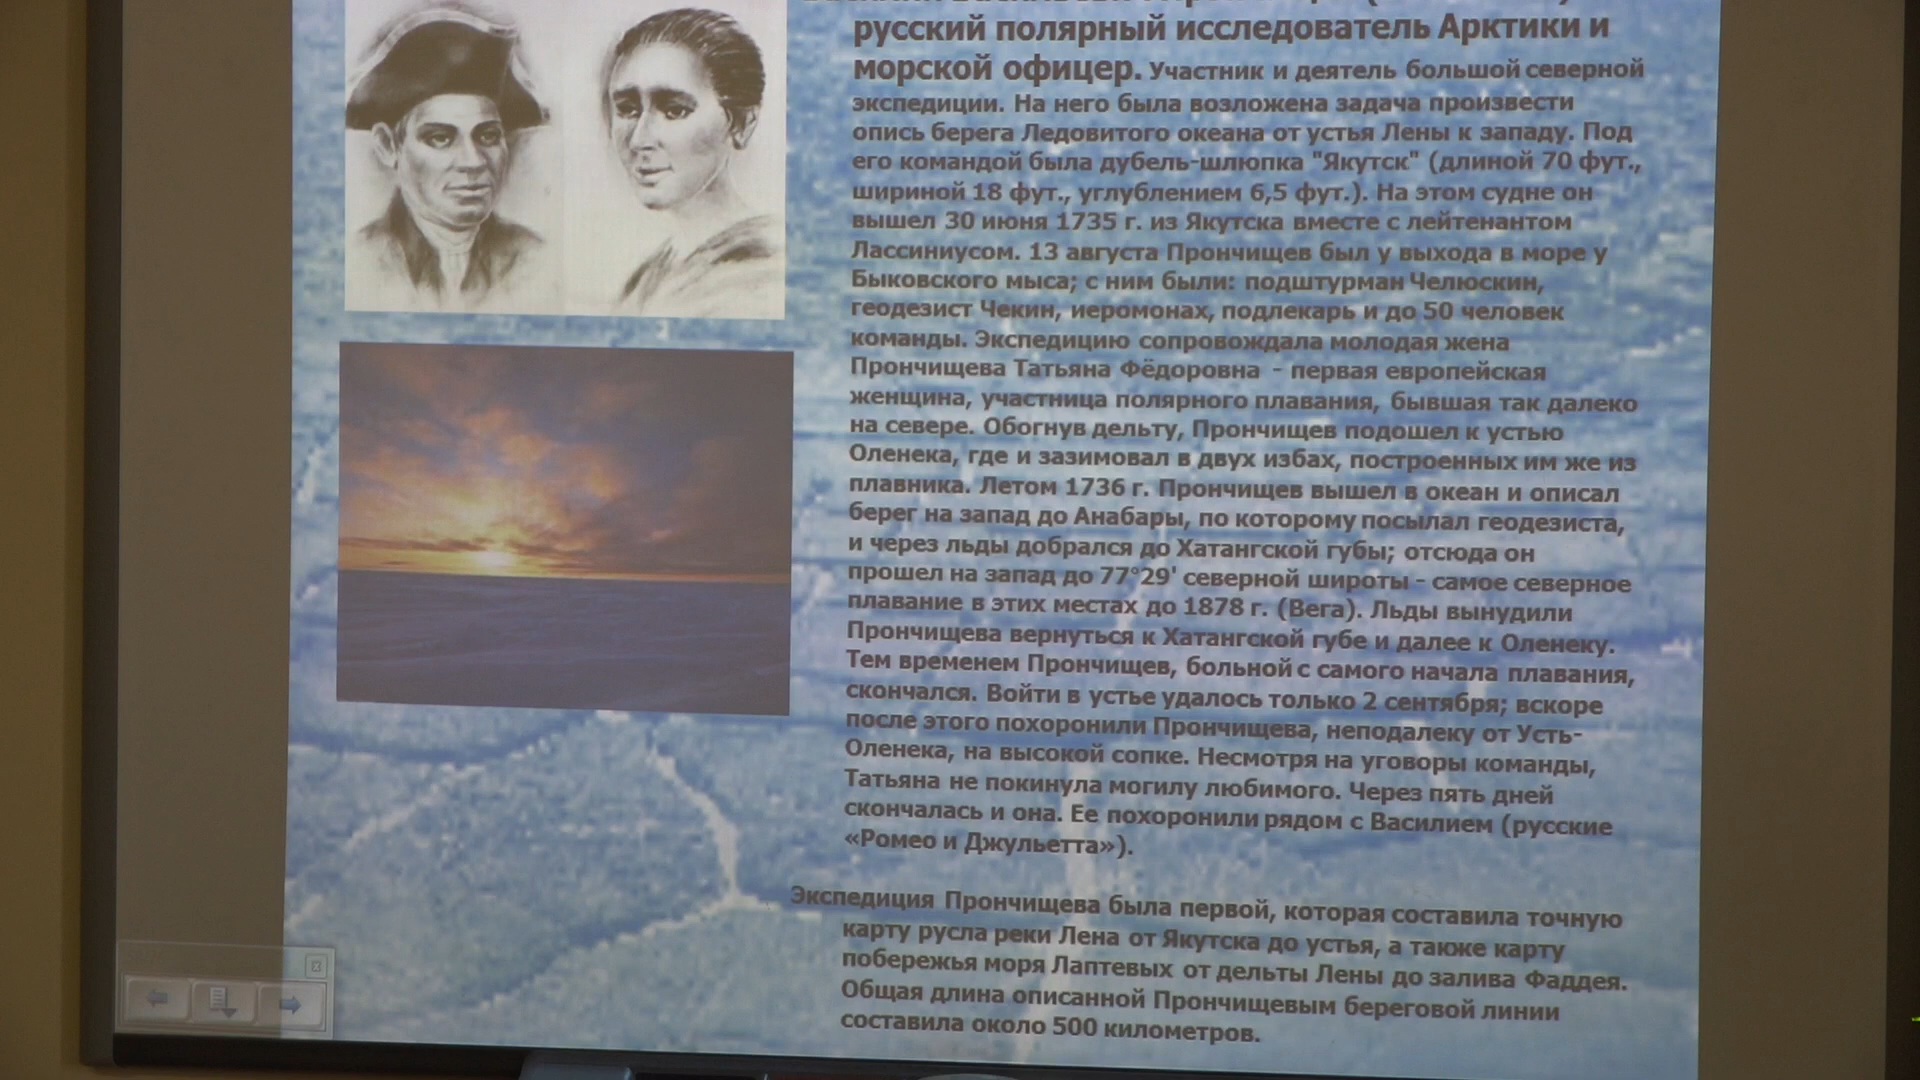 русский полярный исследователь Арктики и
морской офицер. Участник и деятель большой северной
экспедиции. На него была возложена задача произвести
опись берега Ледовитого океана от устья Лены к западу. Под
его командой была дубель-шлюпка "Якутск" (длиной 70 фут.,
шириной 18 фут., углублением 6,5 фут.). На этом судне он
вышел 30 июня 1735 г. из Якутска вместе с лейтенантом
Лассиниусом. 13 августа Прончищев был у выхода в море у
Быковского мыса; с ним были: подштурман Челюскин,
геодезист Чекин, иеромонах, подлекарь и до 50 человек
команды. Экспедицию сопровождала молодая жена
Прончищева Татьяна Фёдоровна - первая европейская
женщина, участница полярного плавания, бывшая так далеко
на севере. Обогнув дельту, Прончищев подошел к устью
Оленека, где и зазимовал в двух избах, построенных им же из
плавника. Летом 1736 г. Прончищев вышел в океан и описал
берег на запад до Анабары, по которому посылал геодезиста,
и через льды добрался до Хатангской губы; отсюда он
прошел на запад до 77°29' северной широты - самое северное
плавание в этих местах до 1878 г. (Вега). Льды вынудили
Прончищева вернуться к Хатангской губе и далее к Оленеку.
Тем временем Прончищев, больной с самого начала плавания,
скончался. Войти в устье удалось только 2 сентября; вскоре
после этого похоронили Прончищева, неподалеку от Усть-
Оленека, на высокой сопке. Несмотря на уговоры команды,
Татьяна не покинула могилу любимого. Через пять дней
скончалась и она. Ее похоронили рядом с Василием (русские
«Ромео и Джульетта»).
Экспедиция Прончищева была первой, которая составила точную
карту русла реки Лена от Якутска до устья, а также карту
побережья моря Лаптевых от дельты Лены до залива Фаддея.
Общая длина описанной Прончищевым береговой линии
составила около 500 километров.